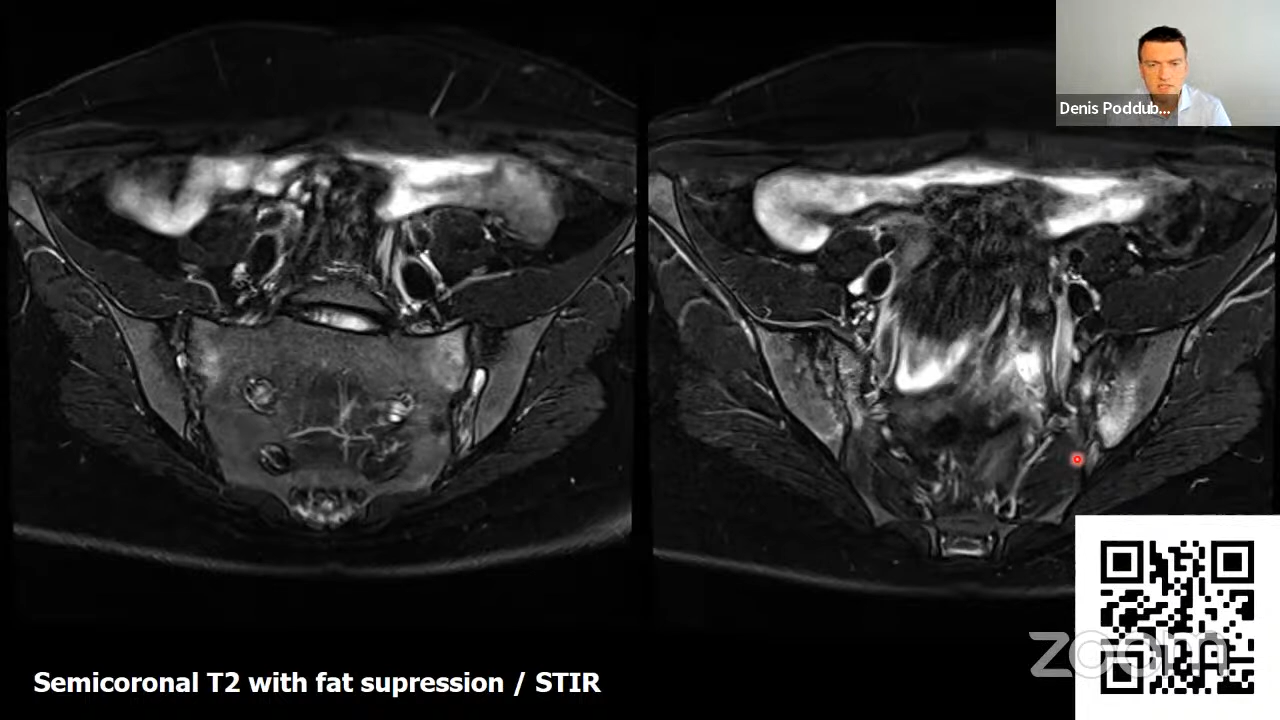 Denis Poddub...
Semicoronal T2 with fat supression / STIR
zoom